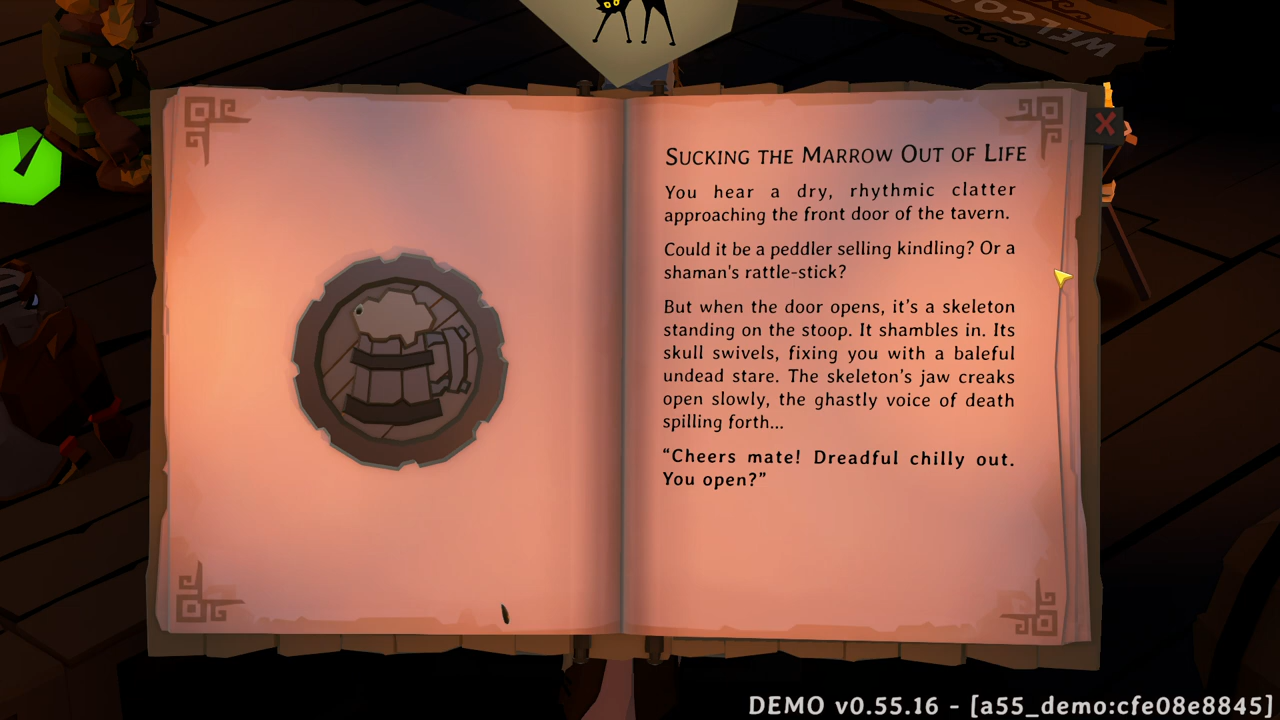 WELCO
SUCKING THE MARROW OUT OF LIFE
You hear a dry, rhythmic clatter
approaching the front door of the tavern.
Could it be a peddler selling kindling? Or a
shaman's rattle-stick?
But when the door opens, it's a skeleton
standing on the stoop. It shambles in. Its
skull swivels, fixing you with a baleful
undead stare. The skeleton's jaw creaks
open slowly, the ghastly voice of death
spilling forth...
“Cheers mate! Dreadful chilly out.
You open?”
DEMO v0.55.16 - [a55_demo:cfe08e8845]